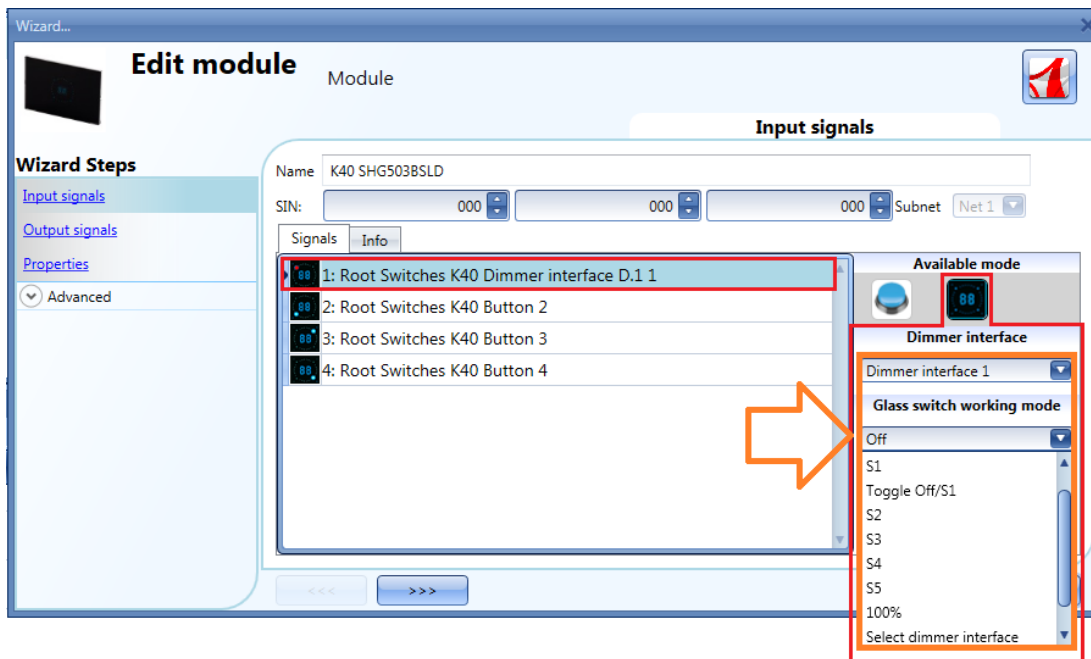 Wizard...
Edit module
Module
Input signals
Wizard Steps
Input signals
Output signals
Properties
Advanced
Name K40 SHG503BSLD
SIN: 000 000 000 Subnet Net 1
Signals Info
1: Root Switches K40 Dimmer interface D.1 1
2: Root Switches K40 Button 2
3: Root Switches K40 Button 3
4: Root Switches K40 Button 4
Available mode
88
Dimmer interface
Dimmer interface 1
Glass switch working mode
Off
S1
Toggle Off/S1
S2
S3
S4
S5
100%
Select dimmer interface
<<< >>>